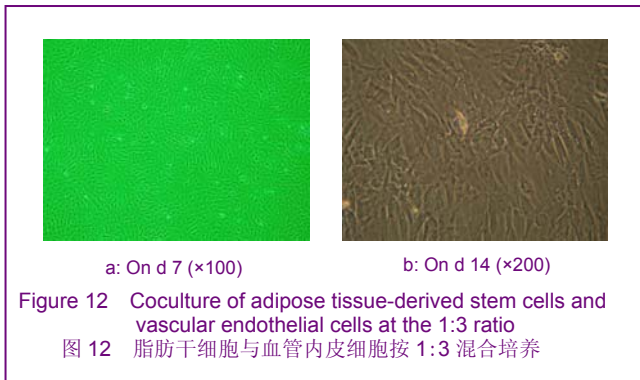 a: On d 7 (×100)
b: On d 14 (×200)
Figure 12 Coculture of adipose tissue-derived stem cells and
vascular endothelial cells at the 1:3 ratio
图 12 脂肪干细胞与血管内皮细胞按 1:3 混合培养